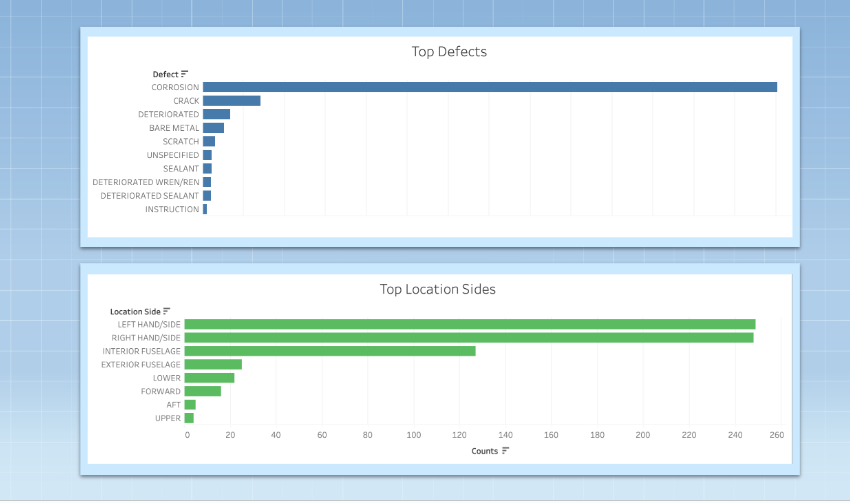 Top Defects
Defect
CORROSION
CRACK
DETERIORATED
BARE METAL
SCRATCH
UNSPECIFIED
SEALANT
DETERIORATED WREN/REN
DETERIORATED SEALANT
INSTRUCTION
Top Location Sides
Location Side
LEFT HAND/SIDE
RIGHT HAND/SIDE
INTERIOR FUSELAGE
EXTERIOR FUSELAGE
LOWER
FORWARD
AFT
UPPER
0 20 40 60 80 100 120 140 160 180 200 220 240 260
Counts